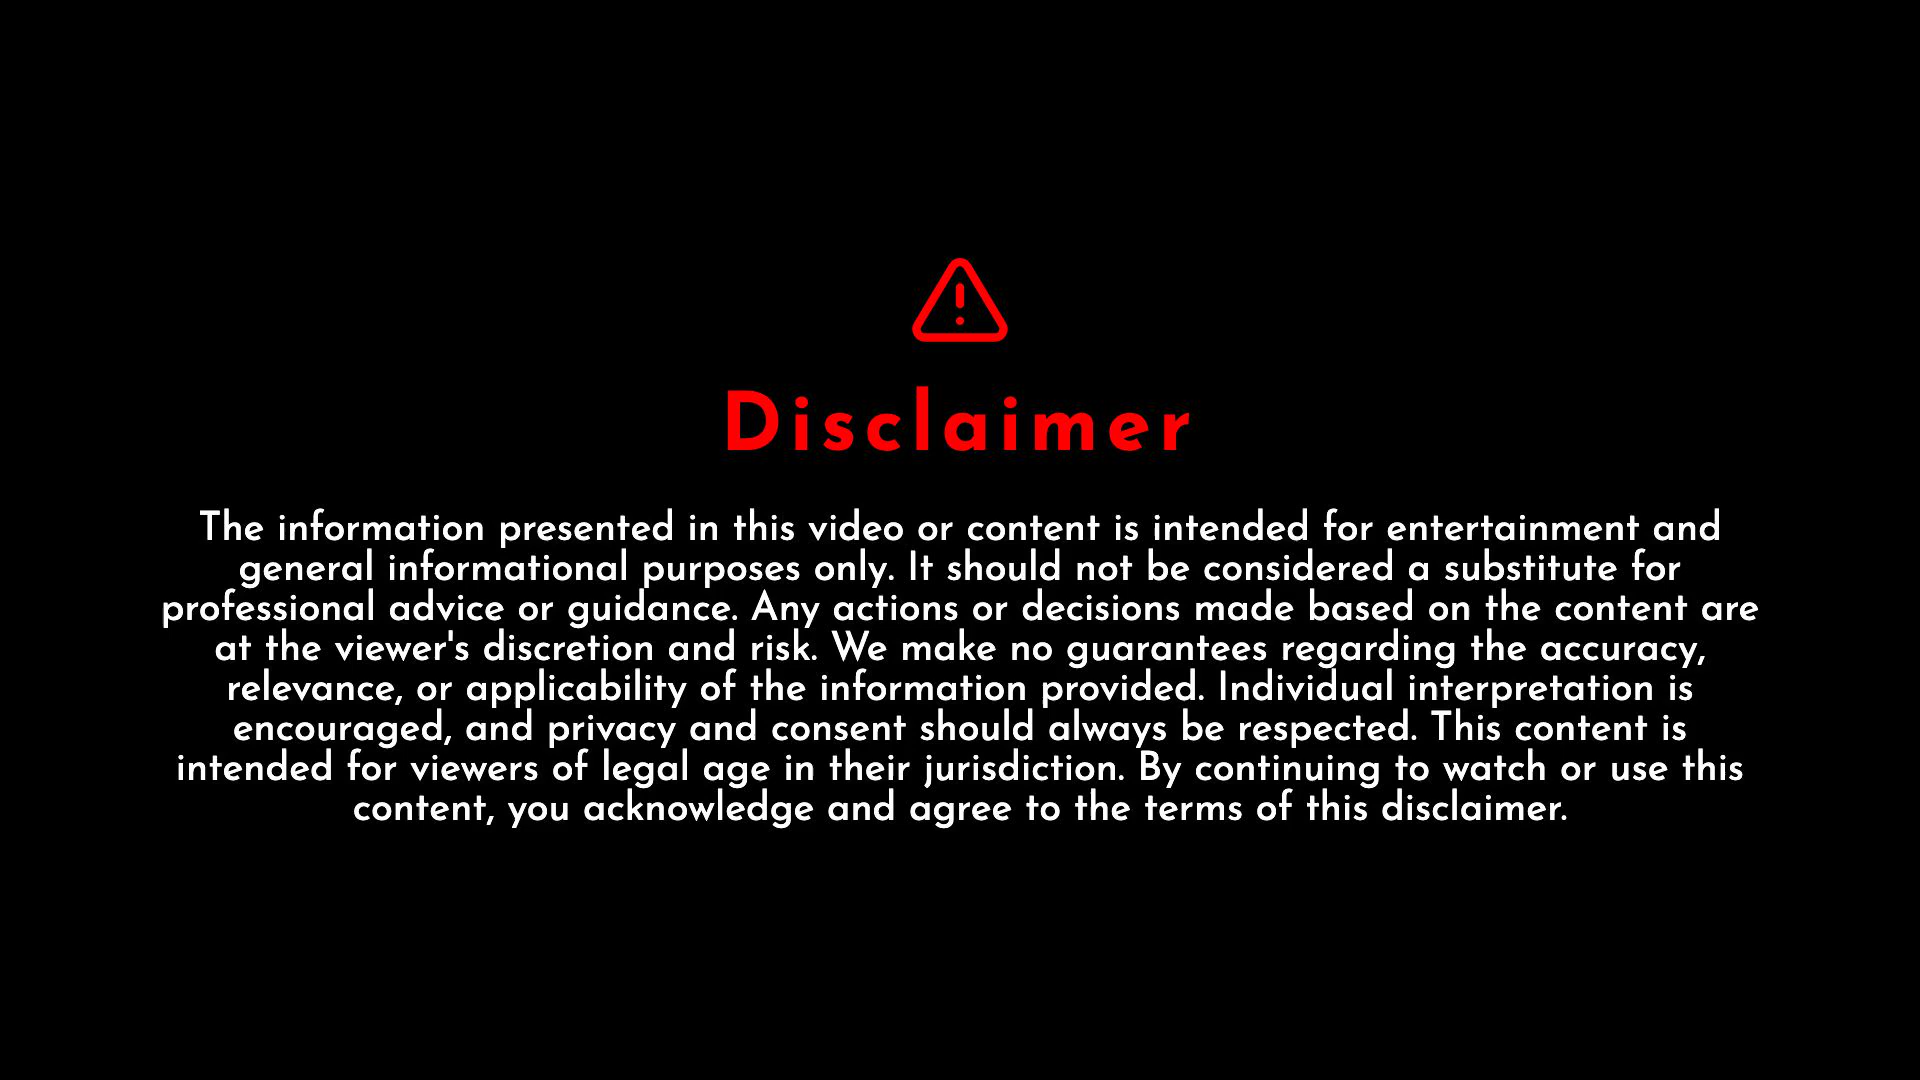 Disclaimer
The information presented in this video or content is intended for entertainment and
general informational purposes only. It should not be considered a substitute for
professional advice or guidance. Any actions or decisions made based on the content are
at the viewer's discretion and risk. We make no guarantees regarding the accuracy,
relevance, or applicability of the information provided. Individual interpretation is
encouraged, and privacy and consent should always be respected. This content is
intended for viewers of legal age in their jurisdiction. By continuing to watch or use this
content, you acknowledge and agree to the terms of this disclaimer.